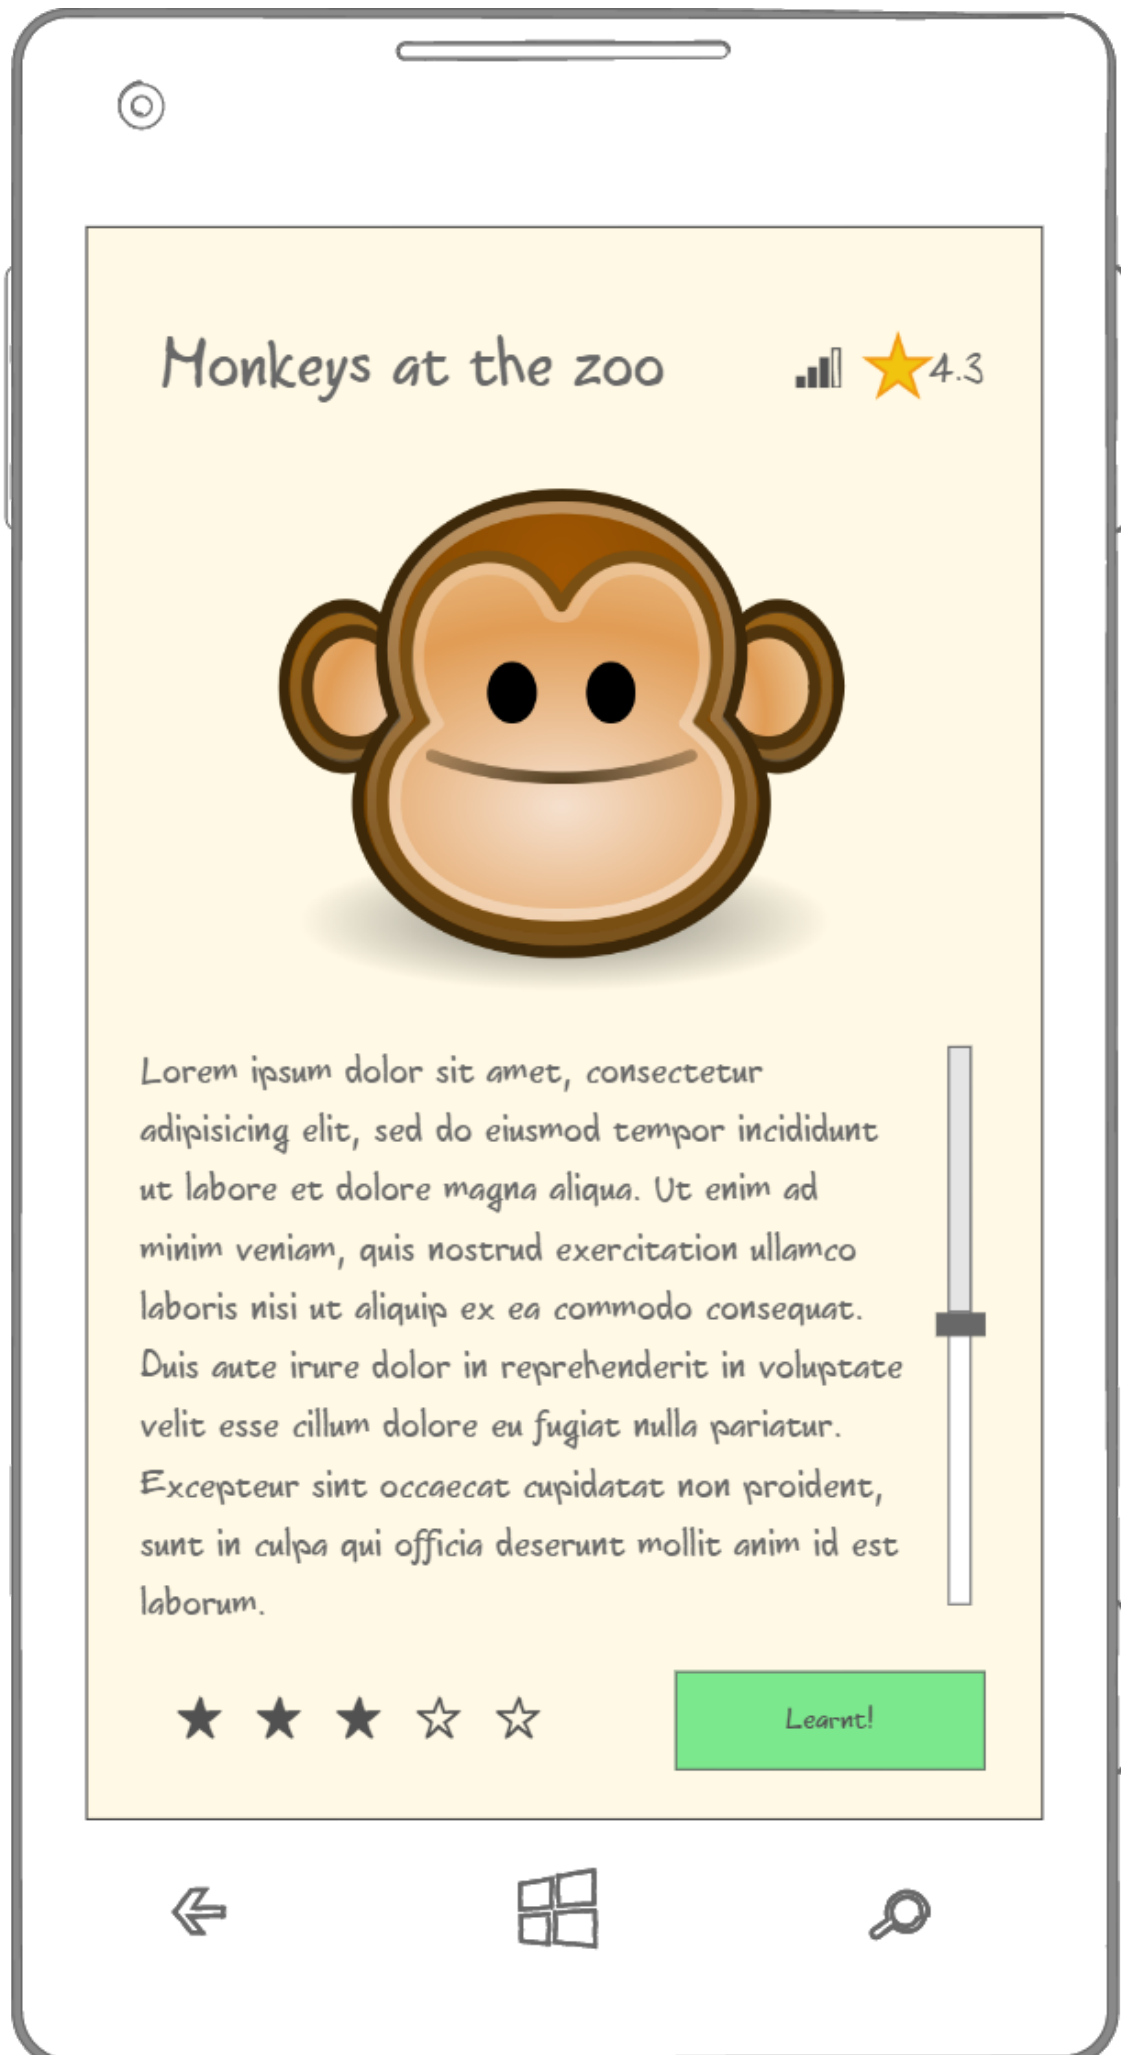 Monkeys at the zoo
4.3
Lorem ipsum dolor sit amet, consectetur
adipisicing elit, sed do eiusmod tempor incididunt
ut labore et dolore magna aliqua. Ut enim ad
minim veniam, quis nostrud exercitation ullamco
laboris nisi ut aliquip ex ea commodo consequat.
Duis aute irure dolor in reprehenderit in voluptate
velit esse cillum dolore eu fugiat nulla pariatur.
Excepteur sint occaecat cupidatat non proident,
sunt in culpa qui officia deserunt mollit anim id est
laborum.
Learnt!